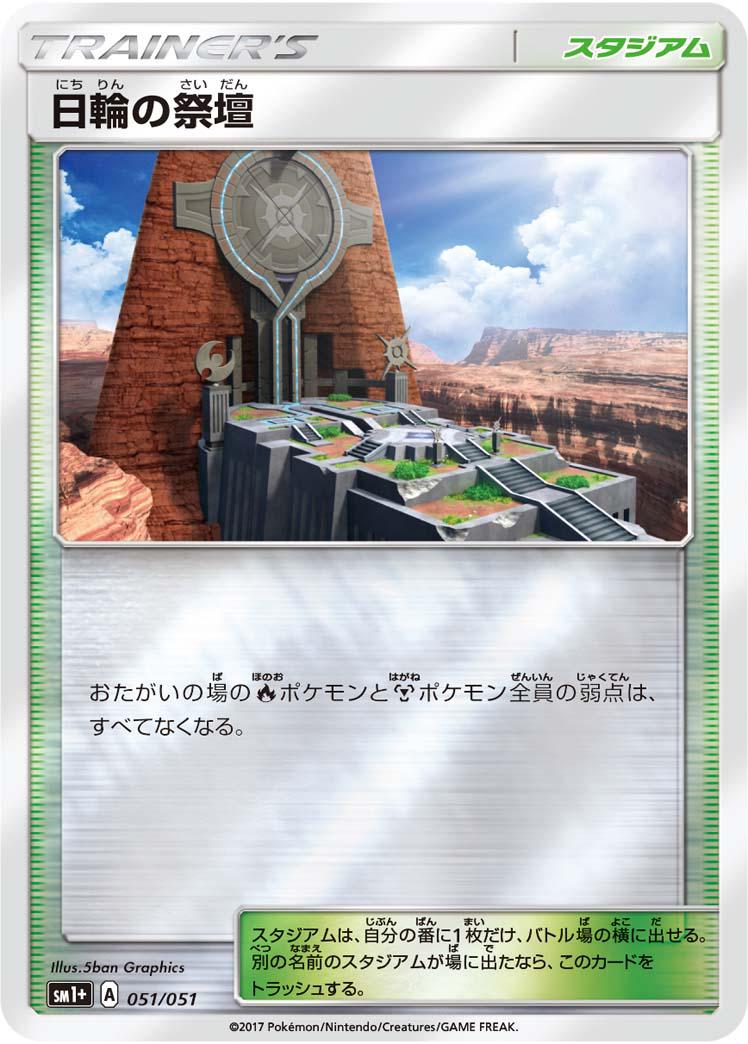 TRAINER'S
スタジアム
にち りん さい だん
日輪の祭壇
ば ほのお はがね ぜんいん じゃくてん
おたがいの場のポケモンとポケモン全員の弱点は、
すべてなくなる。
じぶん ばん まい ば よこ だ
スタジアムは、自分の番に1枚だけ、バトル場の横に出せる。
べつ なまえ ば で
別の名前のスタジアムが場に出たなら、このカードを
トラッシュする。
Illus.5ban Graphics
SM1+ A 051/051
©2017 Pokémon/Nintendo/Creatures/GAME FREAK.